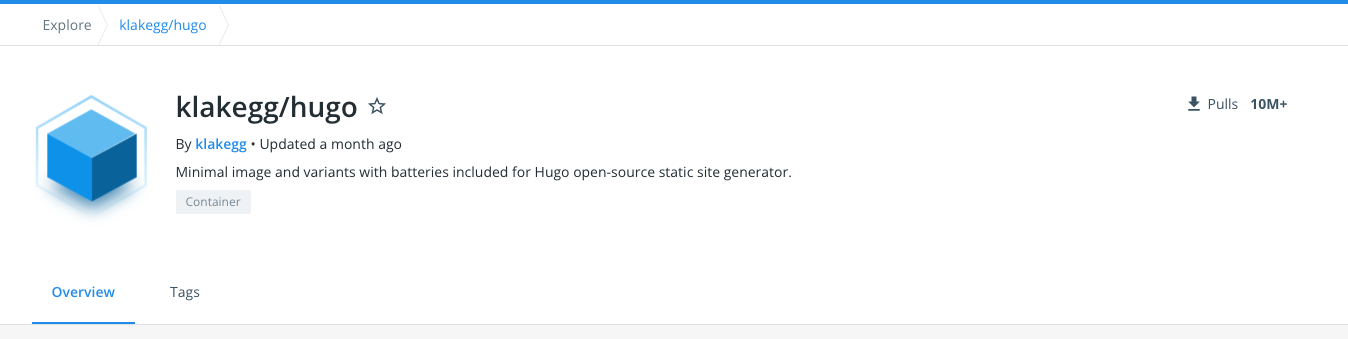 Explore klakegg/hugo
klakegg/hugo
Pulls 10M+
By klakegg • Updated a month ago
Minimal image and variants with batteries included for Hugo open-source static site generator.
Container
Overview Tags